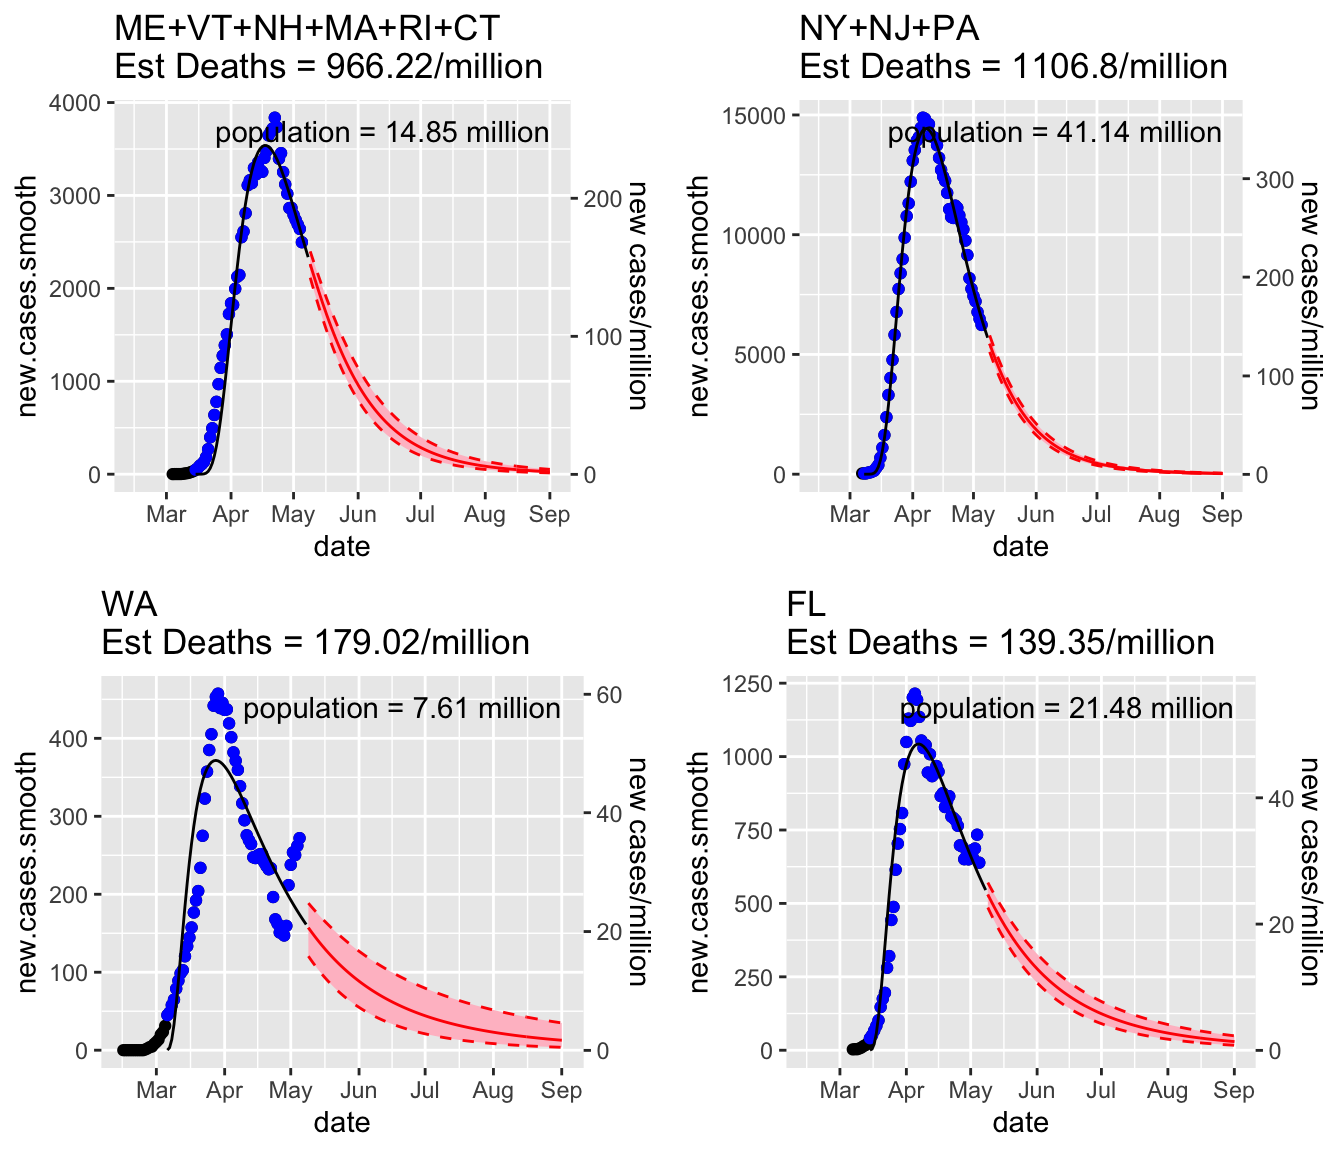 ME+VT+NH+MA+RI+CT
Est Deaths = 966.22/million
population = 14.85 million
4000
3000
2000
1000
0
200
100
0
new.cases.smooth
new cases/million
Mar Apr May Jun Jul Aug Sep
date
NY+NJ+PA
Est Deaths = 1106.8/million
population = 41.14 million
15000
10000
5000
0
300
200
100
0
new.cases.smooth
new cases/million
Mar Apr May Jun Jul Aug Sep
date
WA
Est Deaths = 179.02/million
population = 7.61 million
400
300
200
100
0
60
40
20
0
new.cases.smooth
new cases/million
Mar Apr May Jun Jul Aug Sep
date
FL
Est Deaths = 139.35/million
population = 21.48 million
1250
1000
750
500
250
0
40
20
0
new.cases.smooth
new cases/million
Mar Apr May Jun Jul Aug Sep
date